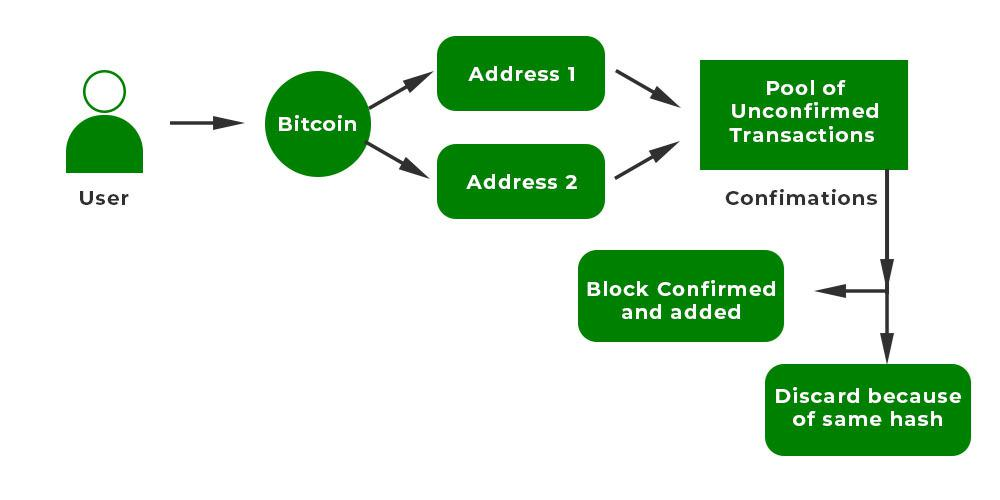 User
Bitcoin
Address 1
Address 2
Pool of
Unconfirmed
Transactions
Confimations
Block Confirmed
and added
Discard because
of same hash